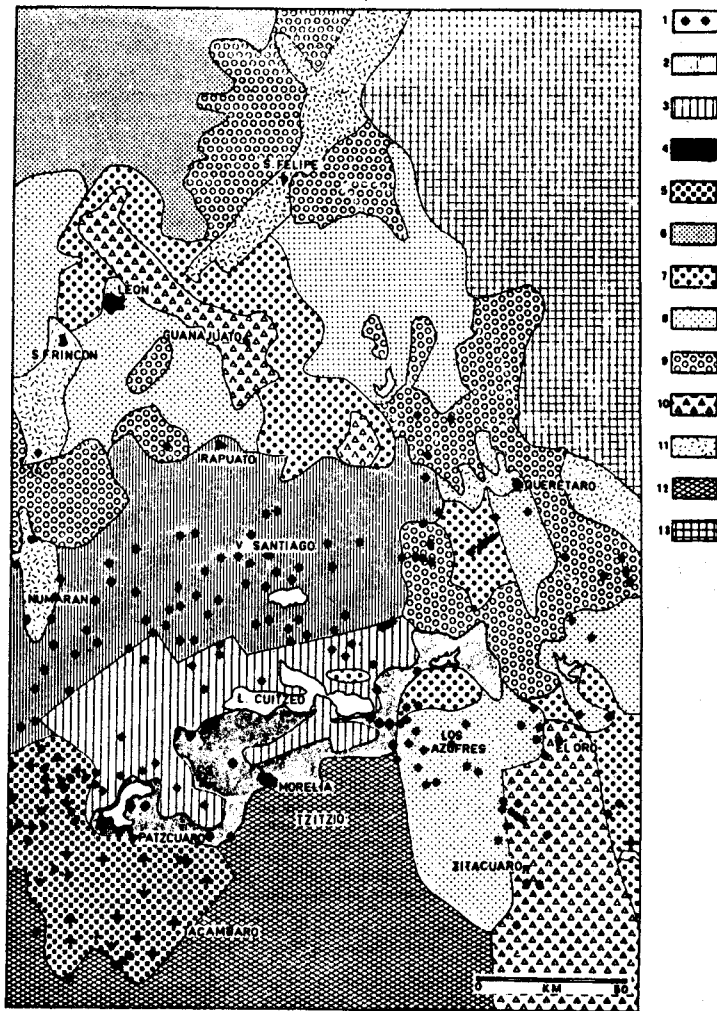 S. FELIPE
LEON
GUANAJUATO
S. F RINCON
IRAPUATO
QUERETARO
V. SANTIAGO
NUMARAN
L. CUITZEO
LOS
AZUFRES
EL ORO
MORELIA
TZITZIO
PATZCUARO
ZITACUARO
TACAMBARO
0 KM 50
1
2
3
4
5
6
7
8
9
10
11
12
13